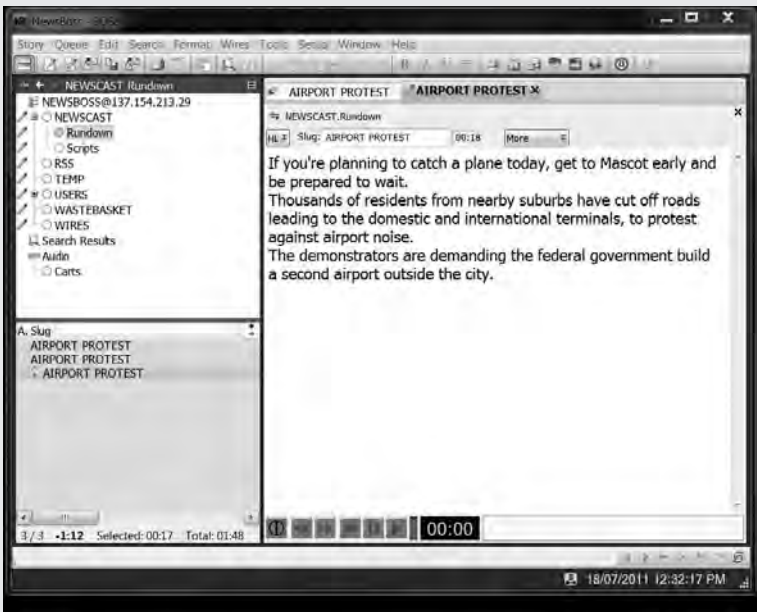 Story Queue Edit Search Format Wires Tools Setup Window Help
NEWSCAST Rundown
NEWSBOSS@137.154.213.29
NEWSCAST
Rundown
Scripts
RSS
TEMP
USERS
WASTEBASKET
WIRES
Search Results
Audio
Carts
A. Slug
AIRPORT PROTEST
AIRPORT PROTEST
AIRPORT PROTEST
3 / 3 -1:12 Selected: 00:17 Total: 01:48
AIRPORT PROTEST *AIRPORT PROTEST X
NEWSCAST.Rundown
HL Slug: AIRPORT PROTEST 00:18 More
If you're planning to catch a plane today, get to Mascot early and
be prepared to wait.
Thousands of residents from nearby suburbs have cut off roads
leading to the domestic and international terminals, to protest
against airport noise.
The demonstrators are demanding the federal government build
a second airport outside the city.
00:00
18/07/2011 12:32:17 PM